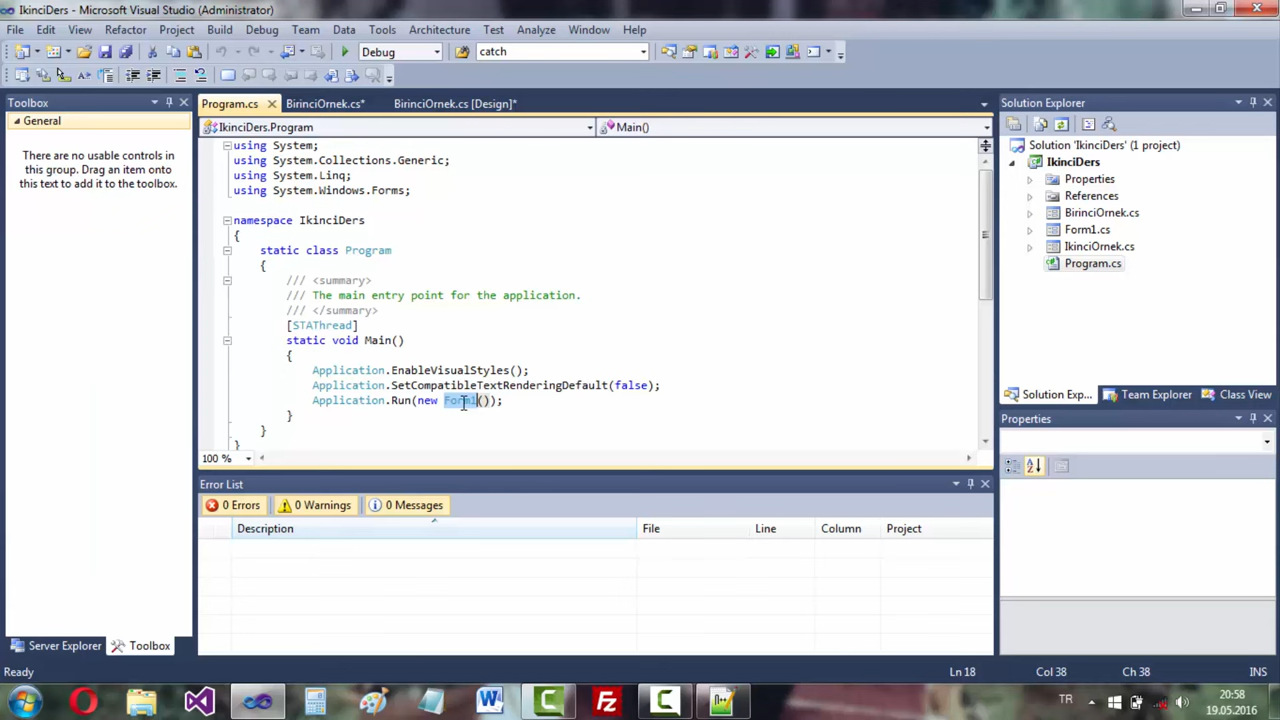 IkinciDers - Microsoft Visual Studio (Administrator)
File Edit View Refactor Project Build Debug Team Data Tools Architecture Test Analyze Window Help
Debug catch
Toolbox
General
There are no usable controls in this group. Drag an item onto this text to add it to the toolbox.
Server Explorer Toolbox
Program.cs BirinciOrnek.cs* BirinciOrnek.cs [Design]*
IkinciDers.Program Main()
using System;
using System.Collections.Generic;
using System.Linq;
using System.Windows.Forms;
namespace IkinciDers
{
static class Program
{
/// <summary>
/// The main entry point for the application.
/// </summary>
[STAThread]
static void Main()
{
Application.EnableVisualStyles();
Application.SetCompatibleTextRenderingDefault(false);
Application.Run(new Form1());
}
}
}
100 %
Error List
0 Errors 0 Warnings 0 Messages
Description File Line Column Project
Solution Explorer
Solution 'IkinciDers' (1 project)
IkinciDers
Properties
References
BirinciOrnek.cs
Form1.cs
IkinciOrnek.cs
Program.cs
Solution Exp... Team Explorer Class View
Properties
Ready Ln 18 Col 38 Ch 38 INS
TR 20:58
19.05.2016